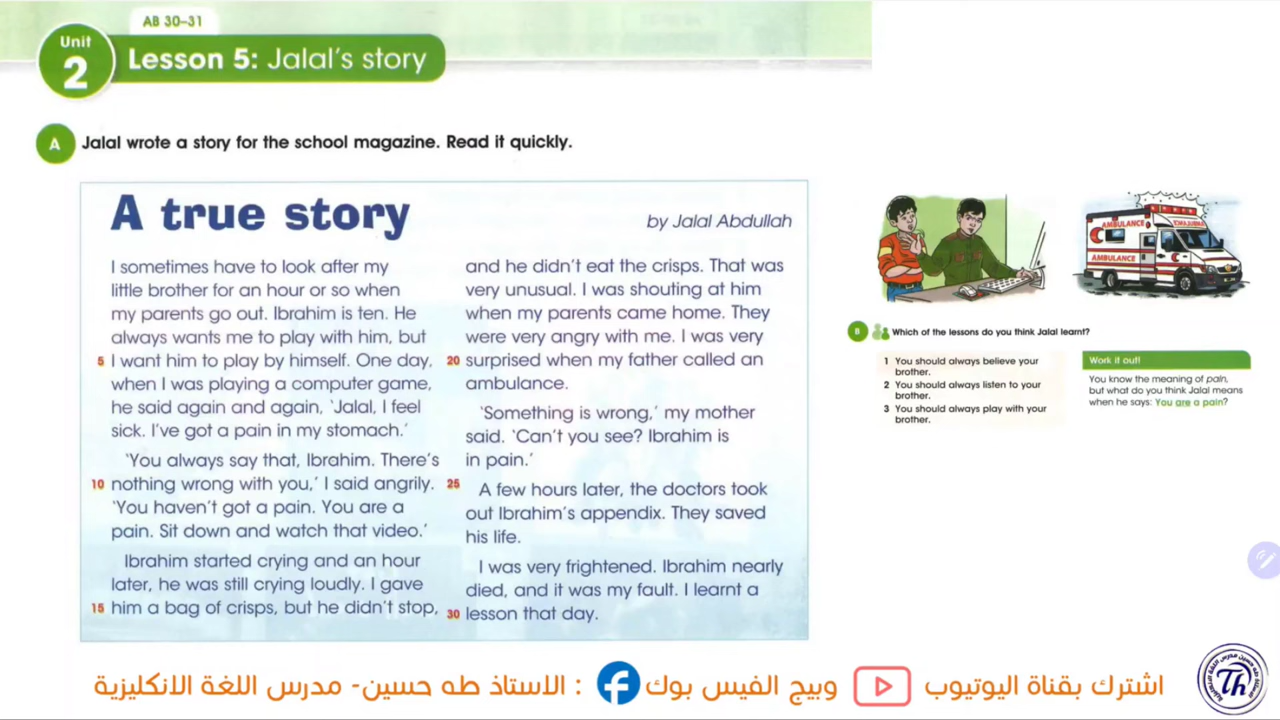 AB 30–31
Unit
2
Lesson 5: Jalal's story
A
Jalal wrote a story for the school magazine. Read it quickly.
A true story
by Jalal Abdullah
I sometimes have to look after my
little brother for an hour or so when
my parents go out. Ibrahim is ten. He
always wants me to play with him, but
5 I want him to play by himself. One day,
when I was playing a computer game,
he said again and again, 'Jalal, I feel
sick. I've got a pain in my stomach.'
'You always say that, Ibrahim. There's
10 nothing wrong with you,' I said angrily.
'You haven't got a pain. You are a
pain. Sit down and watch that video.'
Ibrahim started crying and an hour
later, he was still crying loudly. I gave
15 him a bag of crisps, but he didn't stop,
and he didn't eat the crisps. That was
very unusual. I was shouting at him
when my parents came home. They
were very angry with me. I was very
20 surprised when my father called an
ambulance.
'Something is wrong,' my mother
said. 'Can't you see? Ibrahim is
in pain.'
25 A few hours later, the doctors took
out Ibrahim's appendix. They saved
his life.
I was very frightened. Ibrahim nearly
died, and it was my fault. I learnt a
30 lesson that day.
AMBULANCE
AMBULANCE
B
Which of the lessons do you think Jalal learnt?
1 You should always believe your
brother.
2 You should always listen to your
brother.
3 You should always play with your
brother.
Work it out!
You know the meaning of pain,
but what do you think Jalal means
when he says: You are a pain?
اشترك بقناة اليوتيوب وبيج الفيس بوك : الاستاذ طه حسين- مدرس اللغة الانكليزية
Th